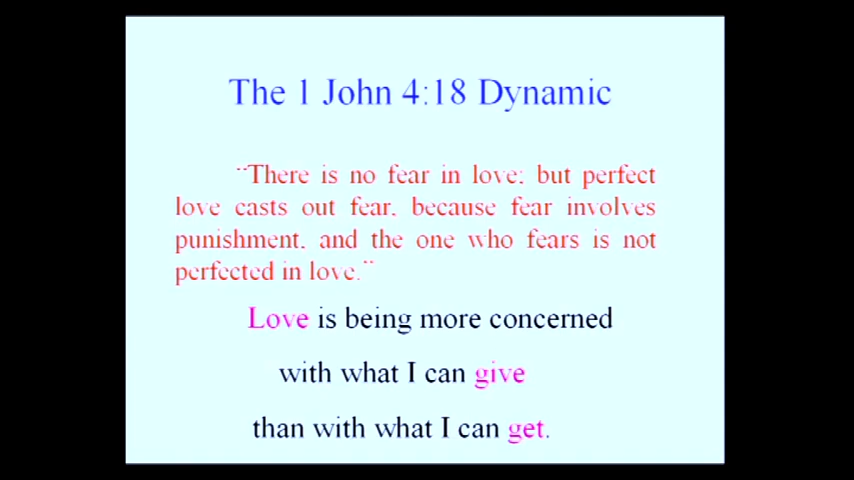 The 1 John 4:18 Dynamic
"There is no fear in love; but perfect
love casts out fear, because fear involves
punishment, and the one who fears is not
perfected in love."
Love is being more concerned
with what I can give
than with what I can get.